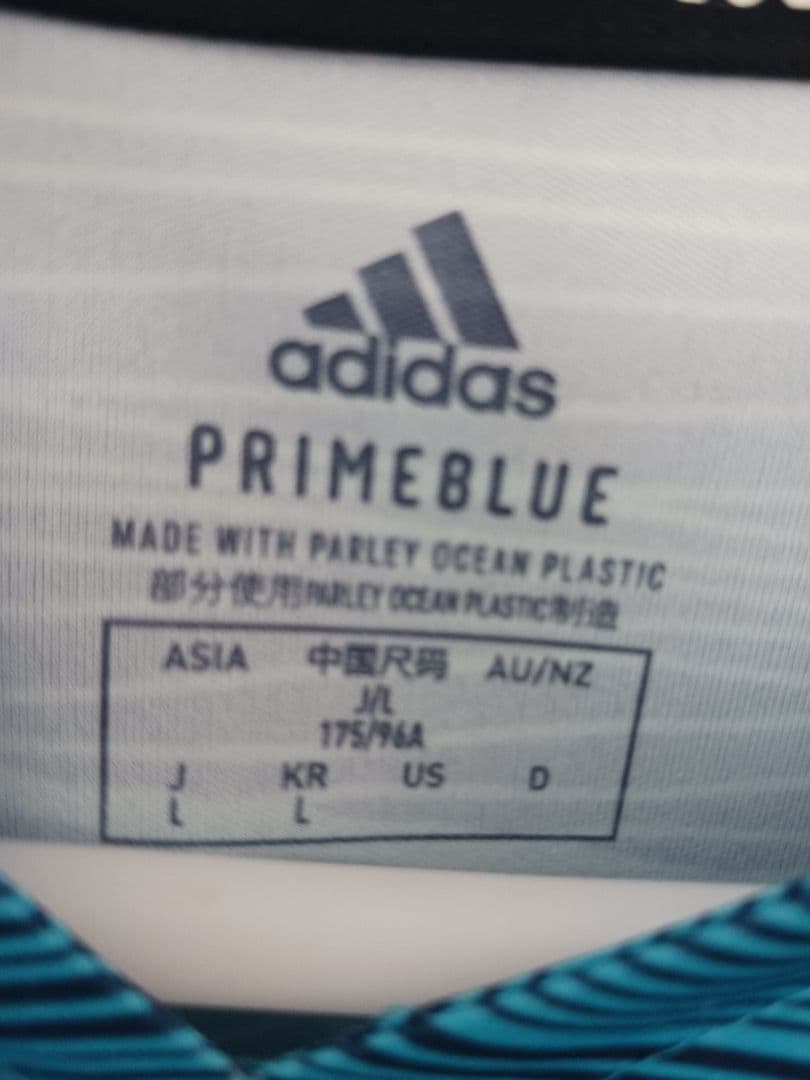 adidas
PRIMEBLUE
MADE WITH PARLEY OCEAN PLASTIC
部分使用PARLEY OCEAN PLASTIC制造
ASIA 中国尺码 AU/NZ
J/L
175/96A
J KR US D
L L